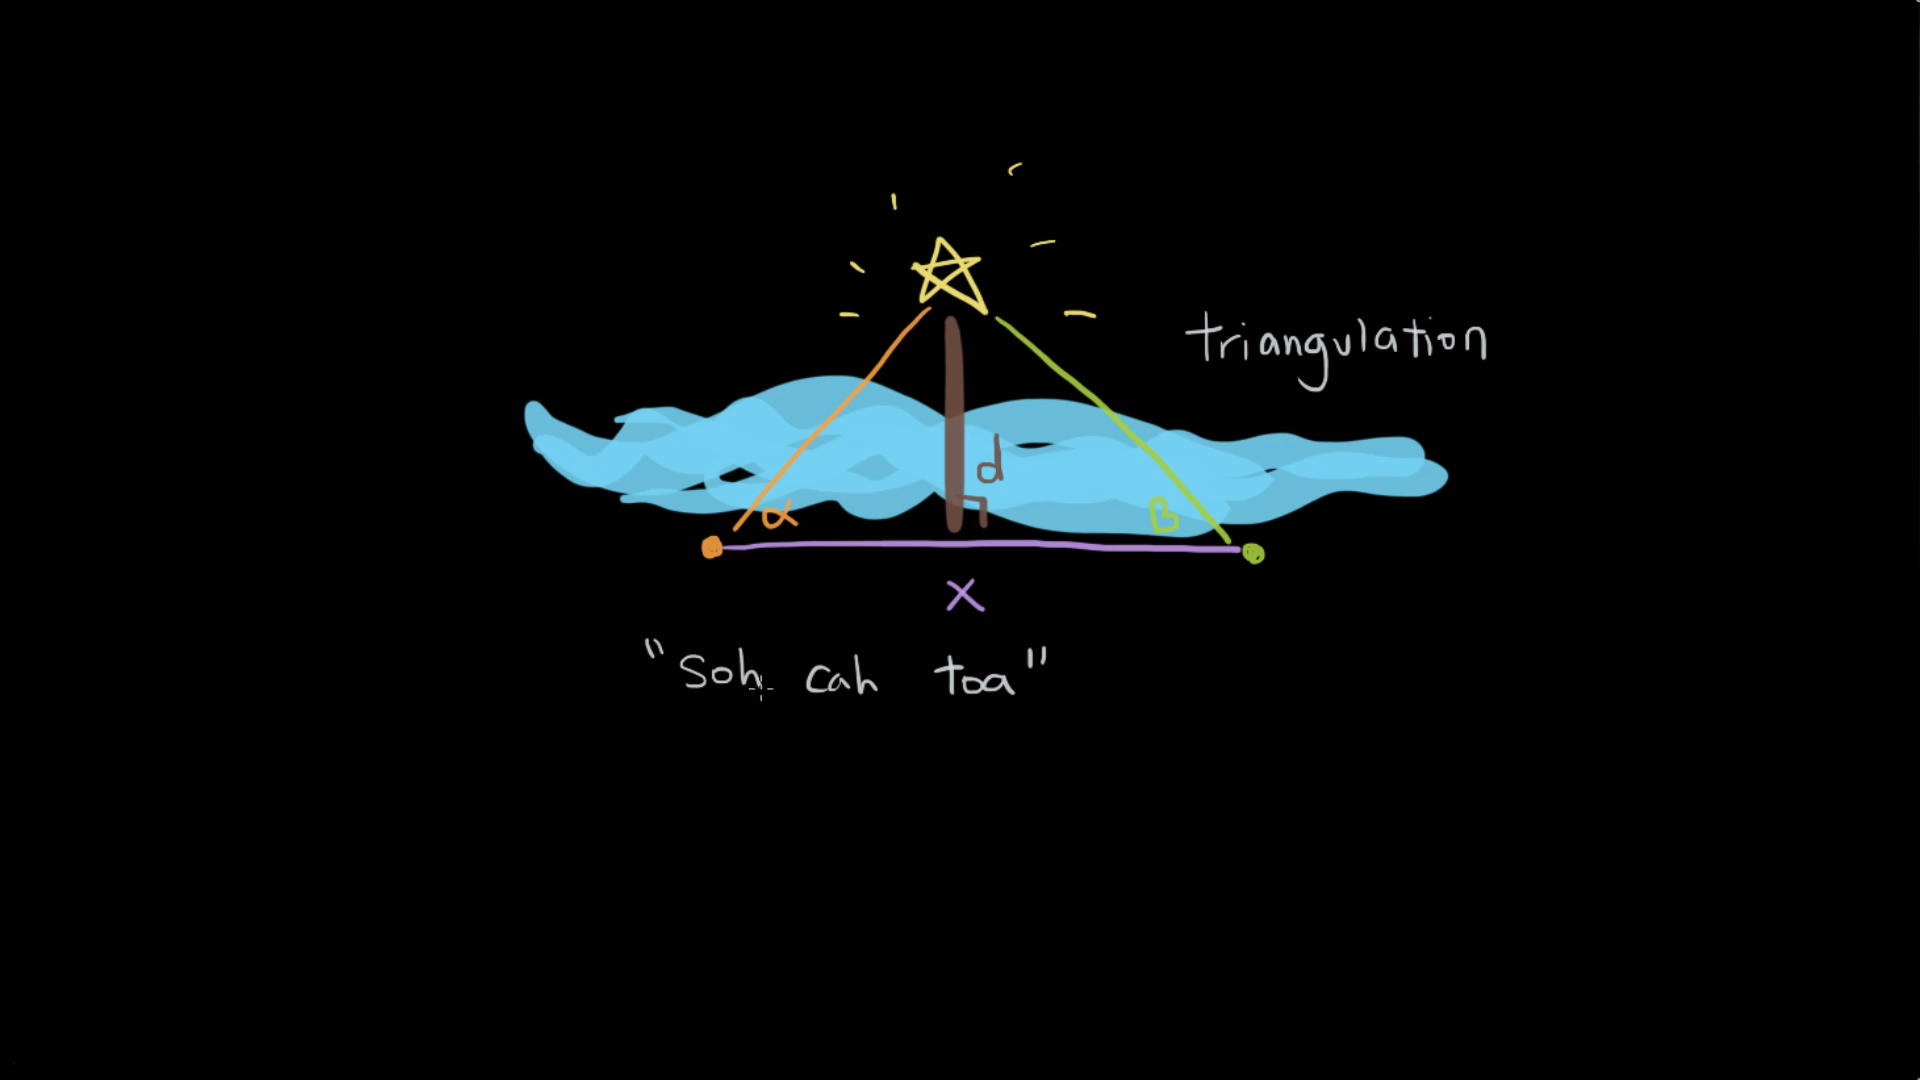 triangulation
d
α B
x
"Soh cah toa"